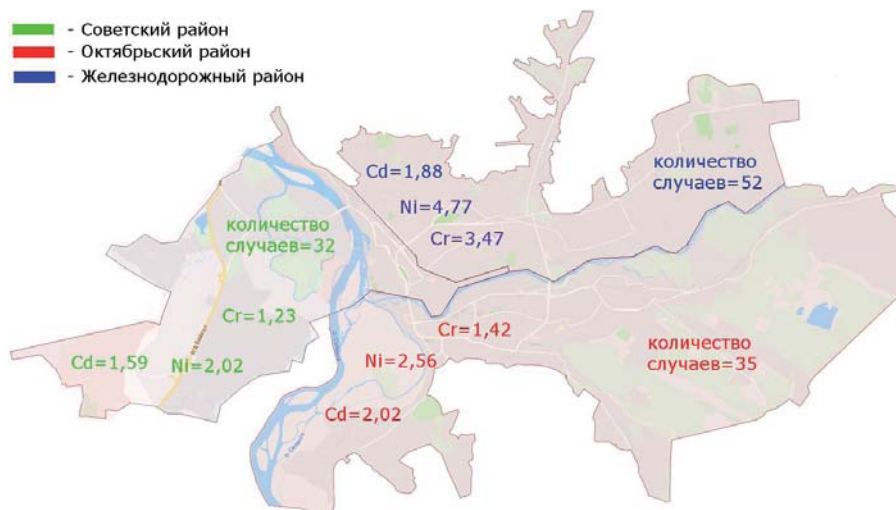 - Советский район
- Октябрьский район
- Железнодорожный район
Cd=1,88
количество
случаев=52
Ni=4,77
количество
случаев=32
Cr=3,47
Cr=1,23
Cr=1,42
Cd=1,59
Ni=2,02
Ni=2,56
количество
случаев=35
Cd=2,02